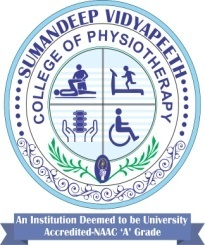 SUMANDEEP VIDYAPEETH
COLLEGE OF PHYSIOTHERAPY
An Institution Deemed to be University
Accredited-NAAC 'A' Grade